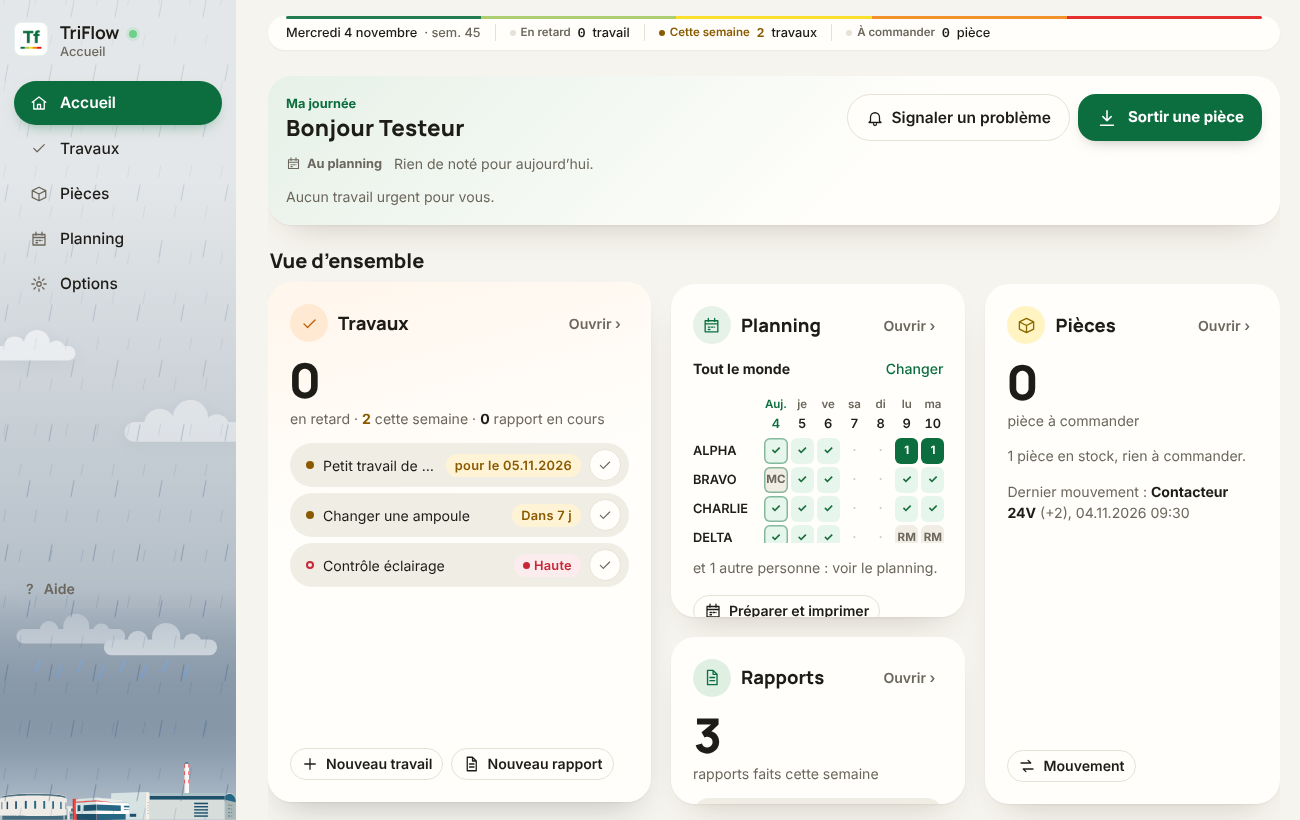 Tf
TriFlow
Accueil
Accueil
Travaux
Pièces
Planning
Options
? Aide
Mercredi 4 novembre · sem. 45
En retard 0 travail
Cette semaine 2 travaux
À commander 0 pièce
Ma journée
Bonjour Testeur
Au planning Rien de noté pour aujourd’hui.
Aucun travail urgent pour vous.
Signaler un problème
Sortir une pièce
Vue d’ensemble
Travaux
Ouvrir ›
0
en retard · 2 cette semaine · 0 rapport en cours
Petit travail de ... pour le 05.11.2026
Changer une ampoule Dans 7 j
Contrôle éclairage Haute
Nouveau travail
Nouveau rapport
Planning
Ouvrir ›
Tout le monde
Changer
Auj. je ve sa di lu ma
4 5 6 7 8 9 10
ALPHA 1 1
BRAVO MC
CHARLIE
DELTA RM RM
et 1 autre personne : voir le planning.
Préparer et imprimer
Rapports
Ouvrir ›
3
rapports faits cette semaine
Pièces
Ouvrir ›
0
pièce à commander
1 pièce en stock, rien à commander.
Dernier mouvement : Contacteur
24V (+2), 04.11.2026 09:30
Mouvement